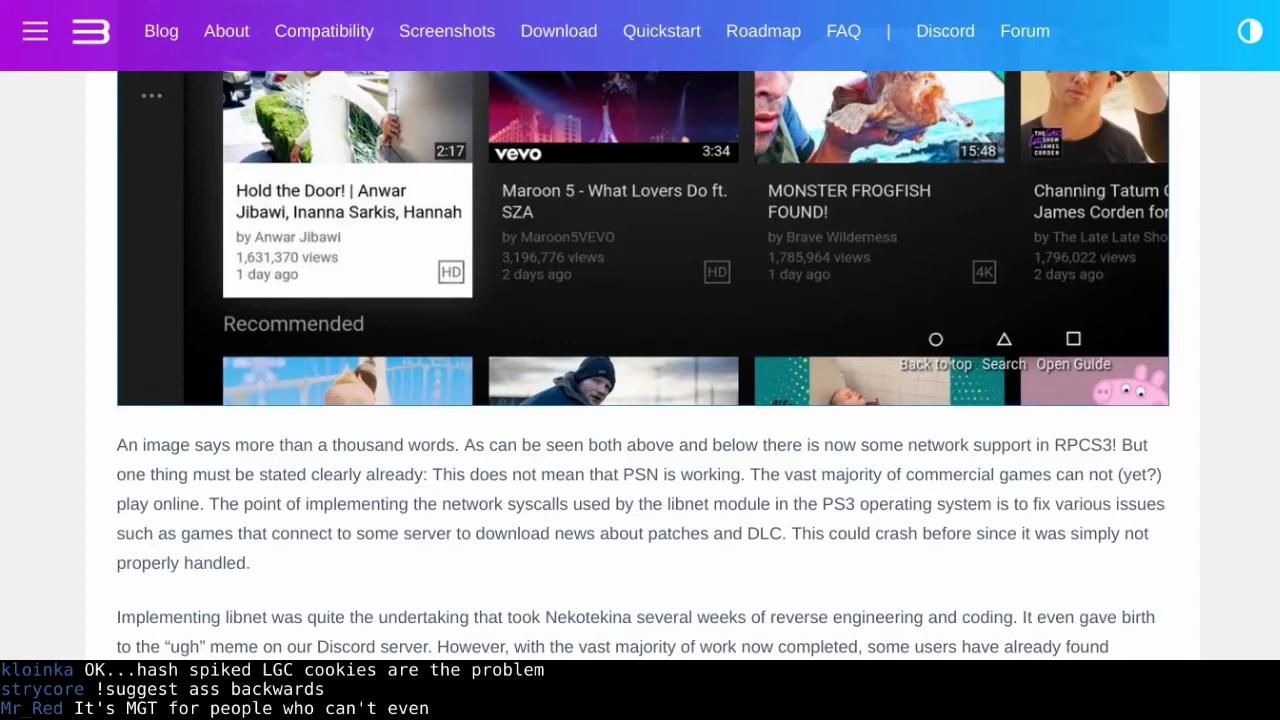 Blog About Compatibility Screenshots Download Quickstart Roadmap FAQ | Discord Forum
2:17
vevo 3:34
15:48
THE LATE LATE SHOW JAMES CORDEN
Hold the Door! | Anwar Jibawi, Inanna Sarkis, Hannah
by Anwar Jibawi
1,631,370 views
1 day ago
HD
Maroon 5 - What Lovers Do ft. SZA
by Maroon5VEVO
3,196,776 views
2 days ago
HD
MONSTER FROGFISH FOUND!
by Brave Wilderness
1,785,964 views
1 day ago
4K
Channing Tatum
James Corden for
by The Late Late Sho
1,796,022 views
2 days ago
Recommended
Back to top Search Open Guide
An image says more than a thousand words. As can be seen both above and below there is now some network support in RPCS3! But
one thing must be stated clearly already: This does not mean that PSN is working. The vast majority of commercial games can not (yet?)
play online. The point of implementing the network syscalls used by the libnet module in the PS3 operating system is to fix various issues
such as games that connect to some server to download news about patches and DLC. This could crash before since it was simply not
properly handled.
Implementing libnet was quite the undertaking that took Nekotekina several weeks of reverse engineering and coding. It even gave birth
to the “ugh” meme on our Discord server. However, with the vast majority of work now completed, some users have already found
kloinka OK...hash spiked LGC cookies are the problem
strycore !suggest ass backwards
Mr_Red It's MGT for people who can't even